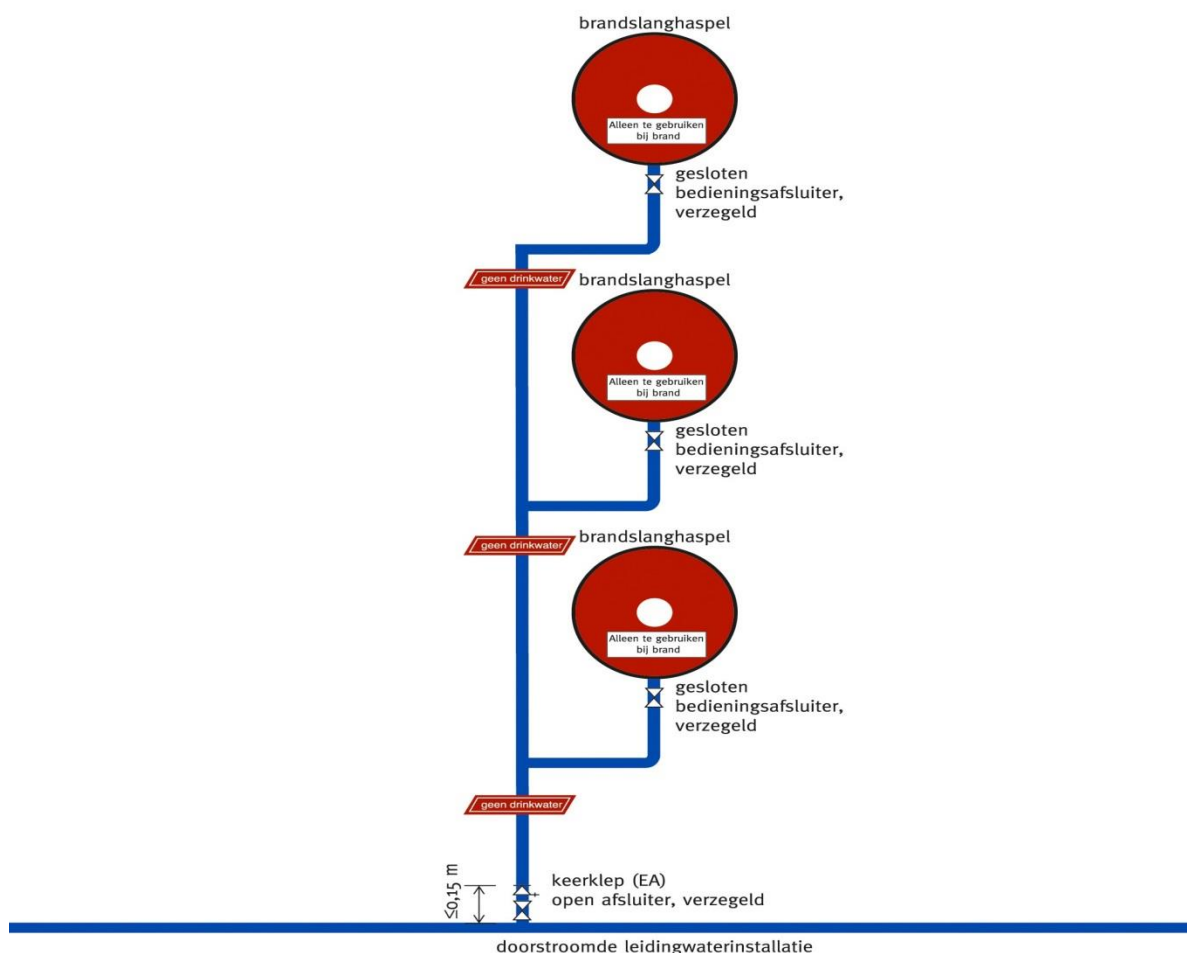 brandslanghaspel
Alleen te gebruiken
bij brand
gesloten
bedieningsafsluiter,
verzegeld
geen drinkwater
brandslanghaspel
Alleen te gebruiken
bij brand
gesloten
bedieningsafsluiter,
verzegeld
geen drinkwater
brandslanghaspel
Alleen te gebruiken
bij brand
gesloten
bedieningsafsluiter,
verzegeld
geen drinkwater
≤0,15 m
keerklep (EA)
open afsluiter, verzegeld
doorstroomde leidingwaterinstallatie